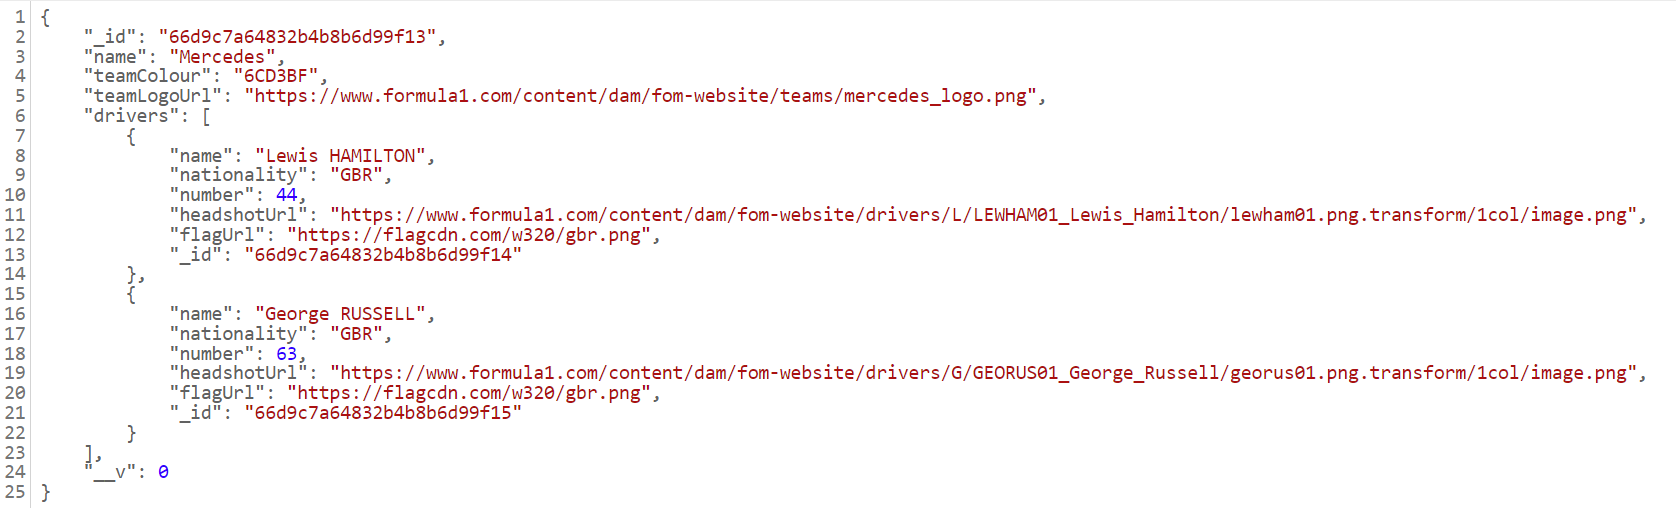 1 {
2     "_id": "66d9c7a64832b4b8b6d99f13",
3     "name": "Mercedes",
4     "teamColour": "6CD3BF",
5     "teamLogoUrl": "https://www.formula1.com/content/dam/fom-website/teams/mercedes_logo.png",
6     "drivers": [
7         {
8             "name": "Lewis HAMILTON",
9             "nationality": "GBR",
10             "number": 44,
11             "headshotUrl": "https://www.formula1.com/content/dam/fom-website/drivers/L/LEWHAM01_Lewis_Hamilton/lewham01.png.transform/1col/image.png",
12             "flagUrl": "https://flagcdn.com/w320/gbr.png",
13             "_id": "66d9c7a64832b4b8b6d99f14"
14         },
15         {
16             "name": "George RUSSELL",
17             "nationality": "GBR",
18             "number": 63,
19             "headshotUrl": "https://www.formula1.com/content/dam/fom-website/drivers/G/GEORUS01_George_Russell/georus01.png.transform/1col/image.png",
20             "flagUrl": "https://flagcdn.com/w320/gbr.png",
21             "_id": "66d9c7a64832b4b8b6d99f15"
22         }
23     ],
24     "__v": 0
25 }